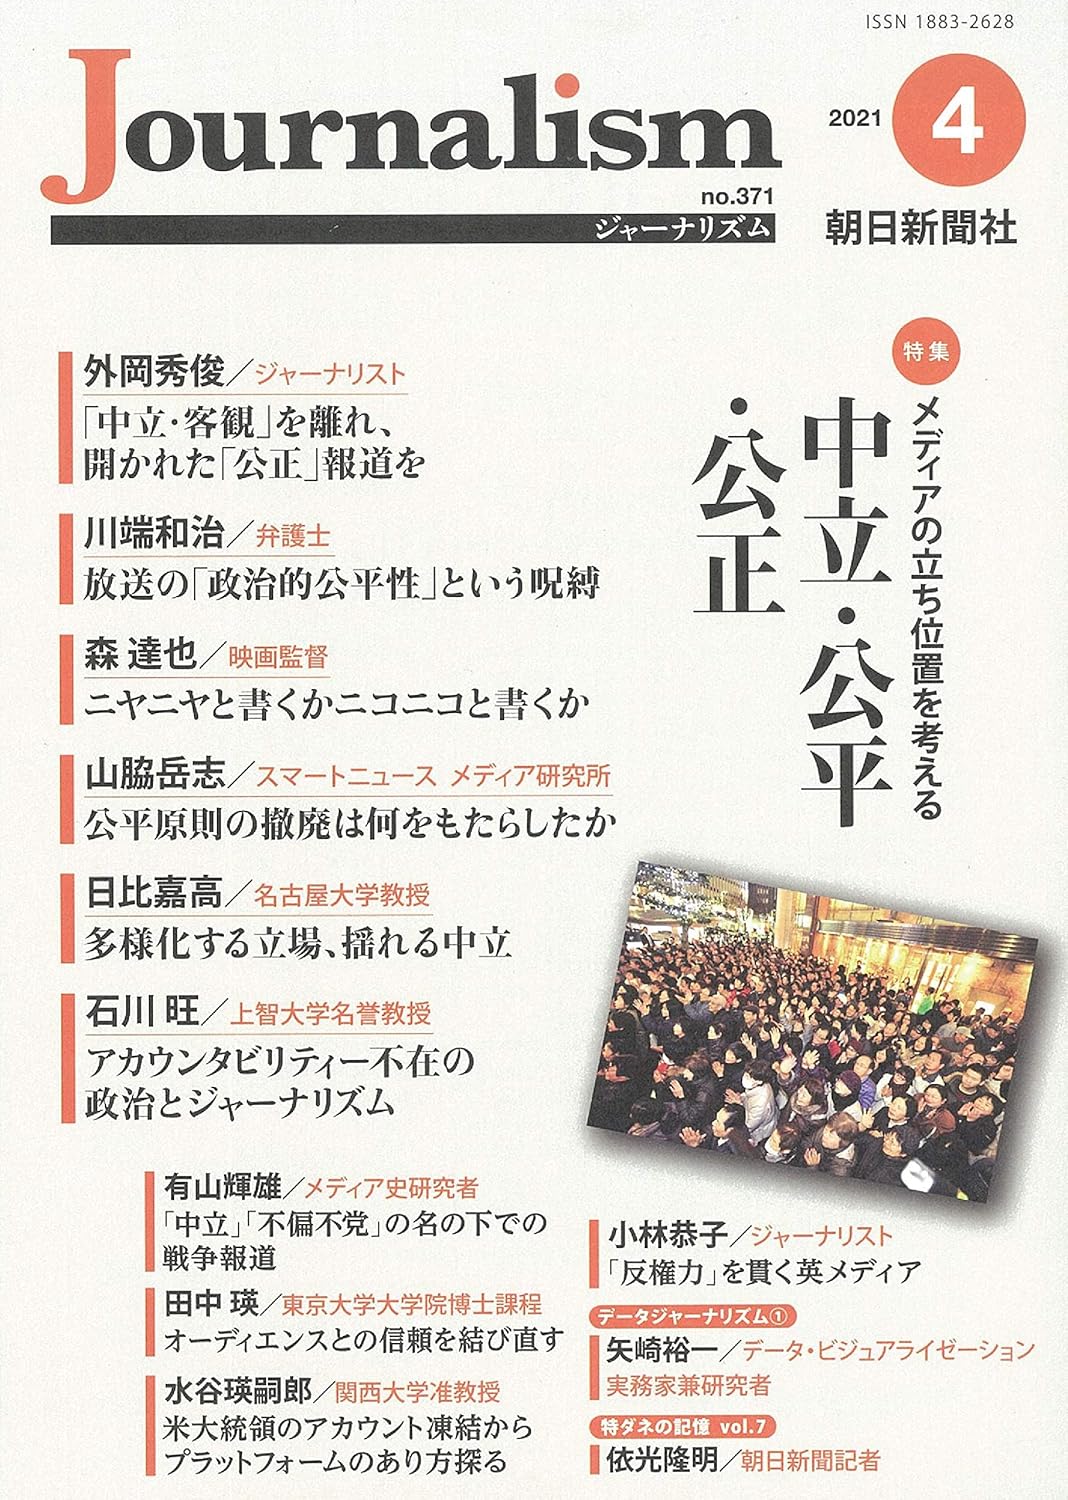 ISSN 1883-2628
Journalism
2021 4
no.371
ジャーナリズム
朝日新聞社
特集
メディアの立ち位置を考える
中立・公平
・公正
外岡秀俊／ジャーナリスト
「中立・客観」を離れ、
開かれた「公正」報道を
川端和治／弁護士
放送の「政治的公平性」という呪縛
森 達也／映画監督
ニヤニヤと書くかニコニコと書くか
山脇岳志／スマートニュース メディア研究所
公平原則の撤廃は何をもたらしたか
日比嘉高／名古屋大学教授
多様化する立場、揺れる中立
石川 旺／上智大学名誉教授
アカウンタビリティー不在の
政治とジャーナリズム
有山輝雄／メディア史研究者
「中立」「不偏不党」の名の下での
戦争報道
田中 瑛／東京大学大学院博士課程
オーディエンスとの信頼を結び直す
水谷瑛嗣郎／関西大学准教授
米大統領のアカウント凍結から
プラットフォームのあり方探る
小林恭子／ジャーナリスト
「反権力」を貫く英メディア
データジャーナリズム①
矢崎裕一／データ・ビジュアライゼーション
実務家兼研究者
特ダネの記憶 vol.7
依光隆明／朝日新聞記者